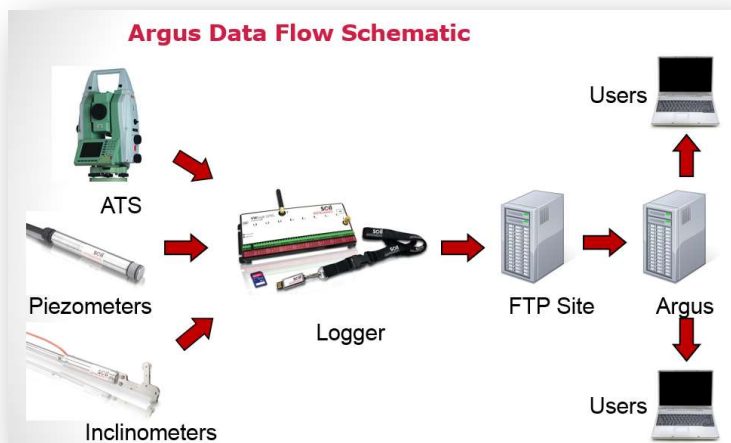 Argus Data Flow Schematic
Users
ATS
Piezometers
Logger
FTP Site
Argus
Inclinometers
Users